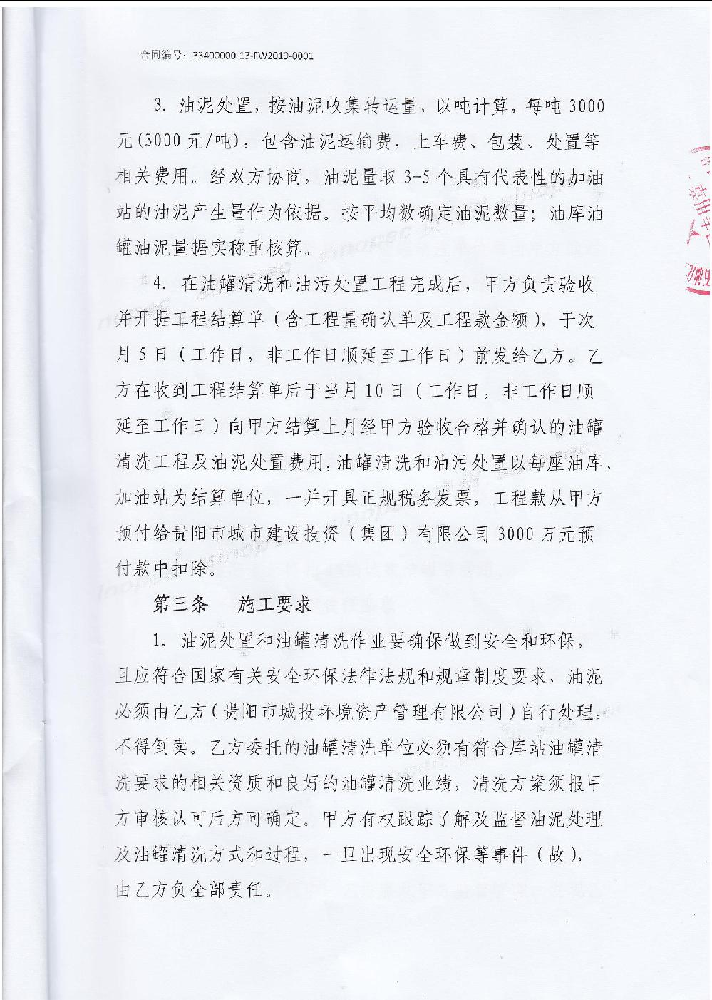 合同编号：33400000-13-FW2019-0001
3. 油泥处置，按油泥收集转运量，以吨计算，每吨 3000
元(3000 元/吨)，包含油泥运输费，上车费、包装、处置等
相关费用。经双方协商，油泥量取 3-5 个具有代表性的加油
站的油泥产生量作为依据。按平均数确定油泥数量；油库油
罐油泥量据实称重核算。
4. 在油罐清洗和油污处置工程完成后，甲方负责验收
并开据工程结算单（含工程量确认单及工程款金额），于次
月 5 日（工作日，非工作日顺延至工作日）前发给乙方。乙
方在收到工程结算单后于当月 10 日（工作日，非工作日顺
延至工作日）向甲方结算上月经甲方验收合格并确认的油罐
清洗工程及油泥处置费用,油罐清洗和油污处置以每座油库、
加油站为结算单位，一并开具正规税务发票，工程款从甲方
预付给贵阳市城市建设投资（集团）有限公司 3000 万元预
付款中扣除。
第三条 施工要求
1. 油泥处置和油罐清洗作业要确保做到安全和环保，
且应符合国家有关安全环保法律法规和规章制度要求，油泥
必须由乙方（贵阳市城投环境资产管理有限公司）自行处理，
不得倒卖。乙方委托的油罐清洗单位必须有符合库站油罐清
洗要求的相关资质和良好的油罐清洗业绩，清洗方案须报甲
方审核认可后方可确定。甲方有权跟踪了解及监督油泥处理
及油罐清洗方式和过程，一旦出现安全环保等事件（故），
由乙方负全部责任。